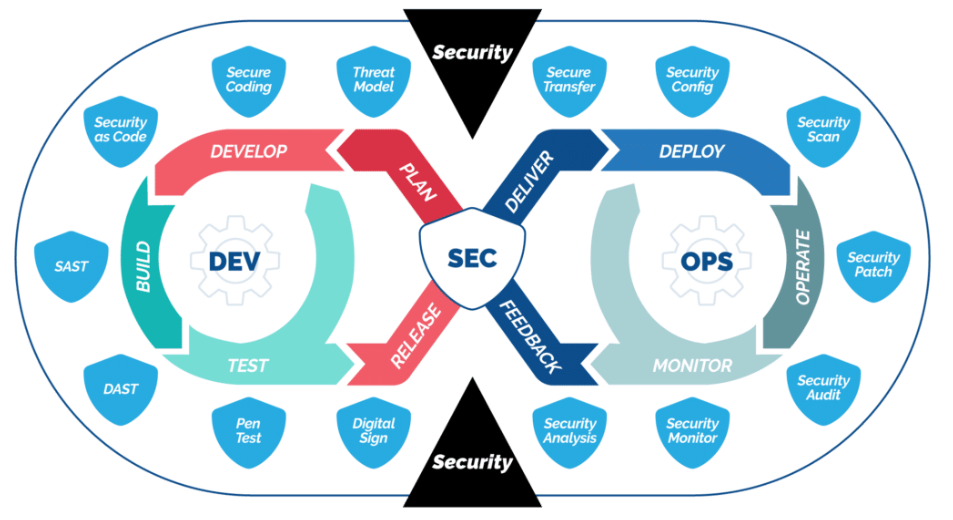 Security
Secure
Coding
Threat
Model
Secure
Transfer
Security
Config
Security
as Code
Security
Scan
DEVELOP
PLAN
DELIVER
DEPLOY
SAST
BUILD
DEV
SEC
OPS
OPERATE
Security
Patch
TEST
RELEASE
FEEDBACK
MONITOR
DAST
Security
Audit
Pen
Test
Digital
Sign
Security
Analysis
Security
Monitor
Security